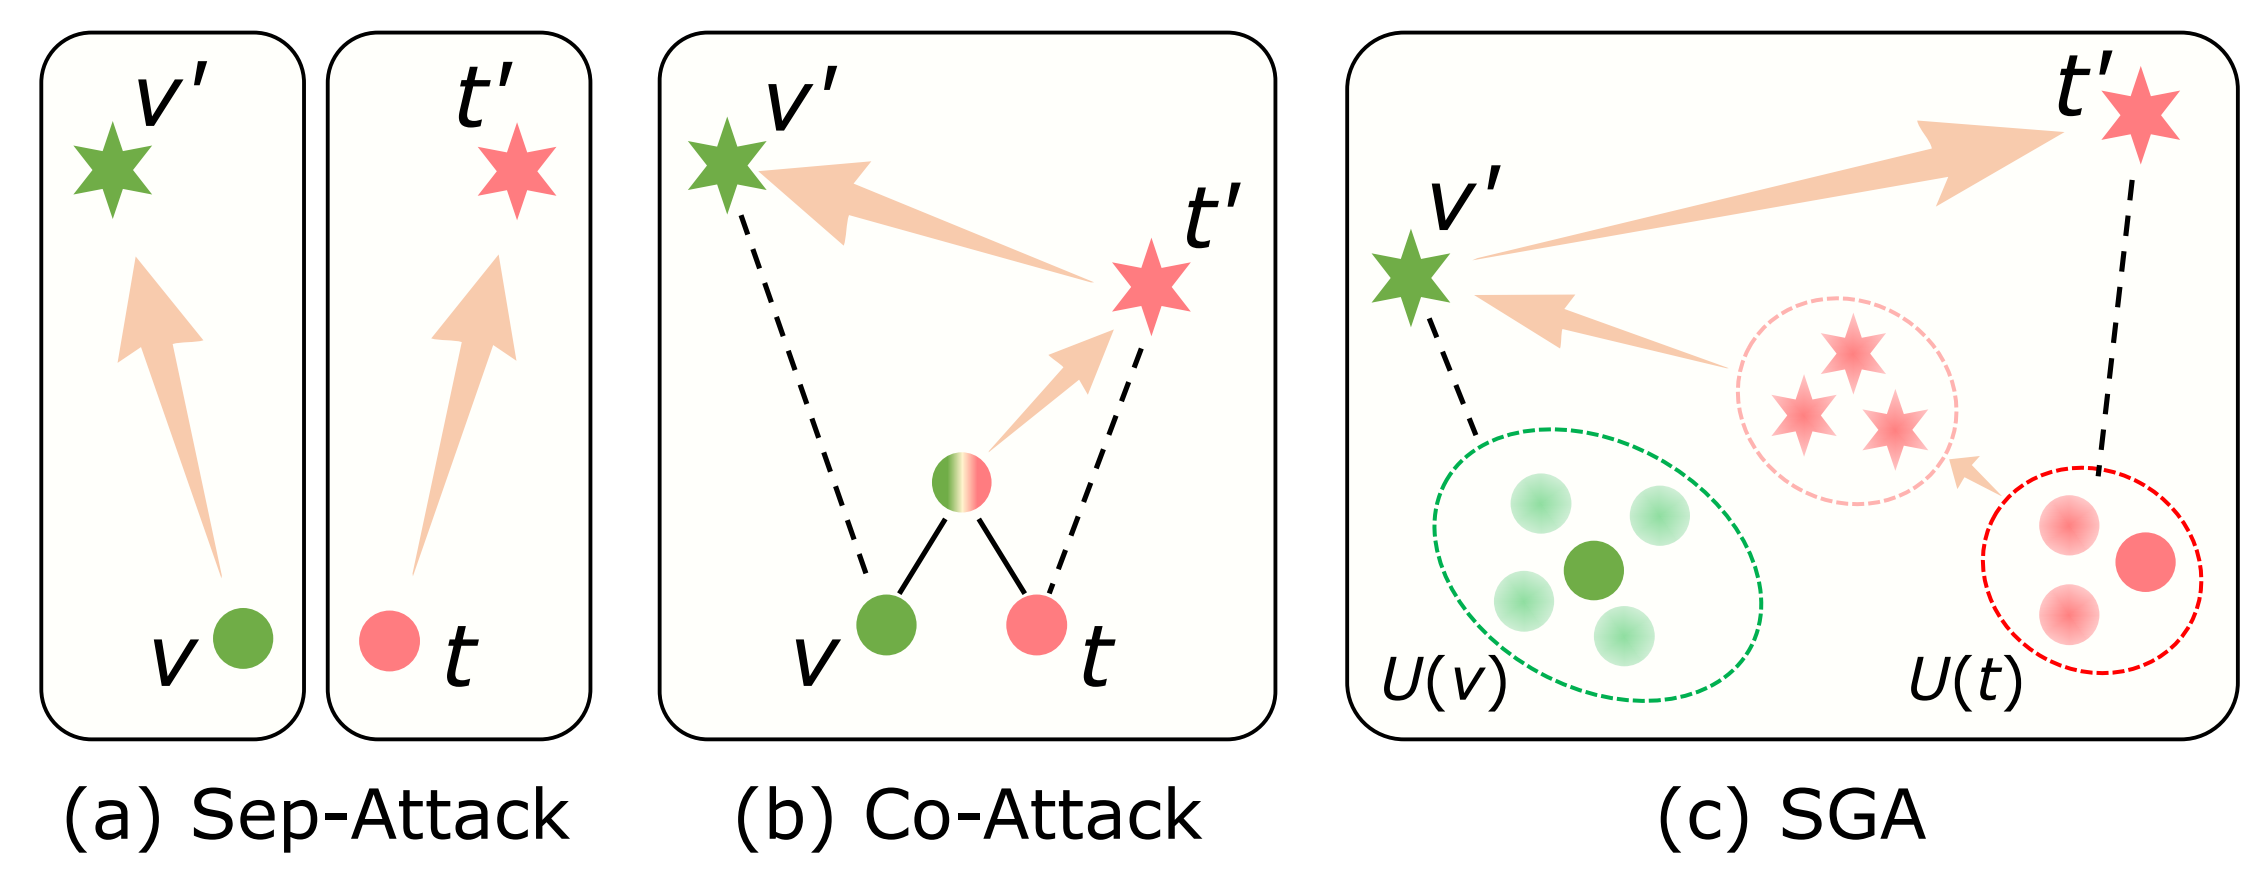 v'
t'
v
t
(a) Sep-Attack
v'
t'
v
t
(b) Co-Attack
t'
v'
U(v)
U(t)
(c) SGA